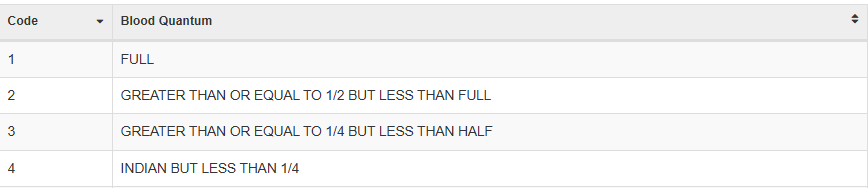 Code Blood Quantum
1 FULL
2 GREATER THAN OR EQUAL TO 1/2 BUT LESS THAN FULL
3 GREATER THAN OR EQUAL TO 1/4 BUT LESS THAN HALF
4 INDIAN BUT LESS THAN 1/4